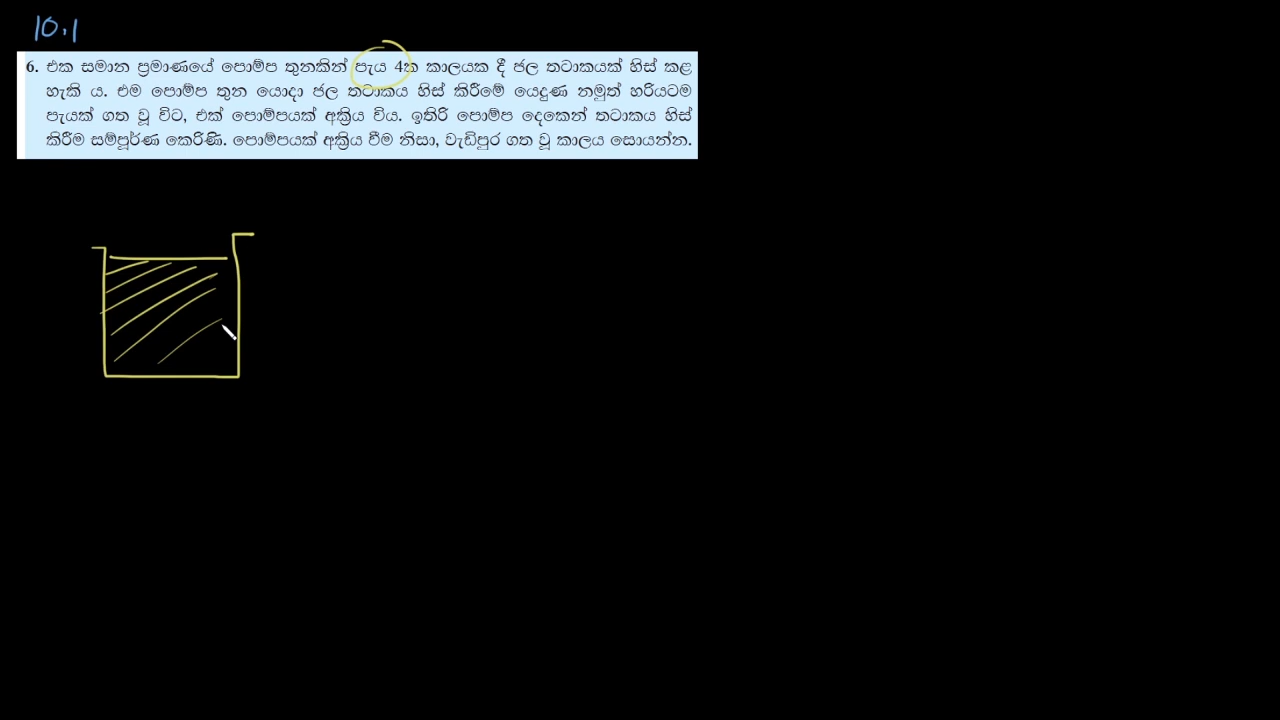 10.1
6. එක සමාන ප්‍රමාණයේ පොම්ප තුනකින් පැය 4ක කාලයක දී ජල තටාකයක් හිස් කළ
හැකි ය. එම පොම්ප තුන යොදා ජල තටාකය හිස් කිරීමේ යෙදුණ නමුත් හරියටම
පැයක් ගත වූ විට, එක් පොම්පයක් අක්‍රිය විය. ඉතිරි පොම්ප දෙකෙන් තටාකය හිස්
කිරීම සම්පූර්ණ කෙරිණි. පොම්පයක් අක්‍රිය වීම නිසා, වැඩිපුර ගත වූ කාලය සොයන්න.